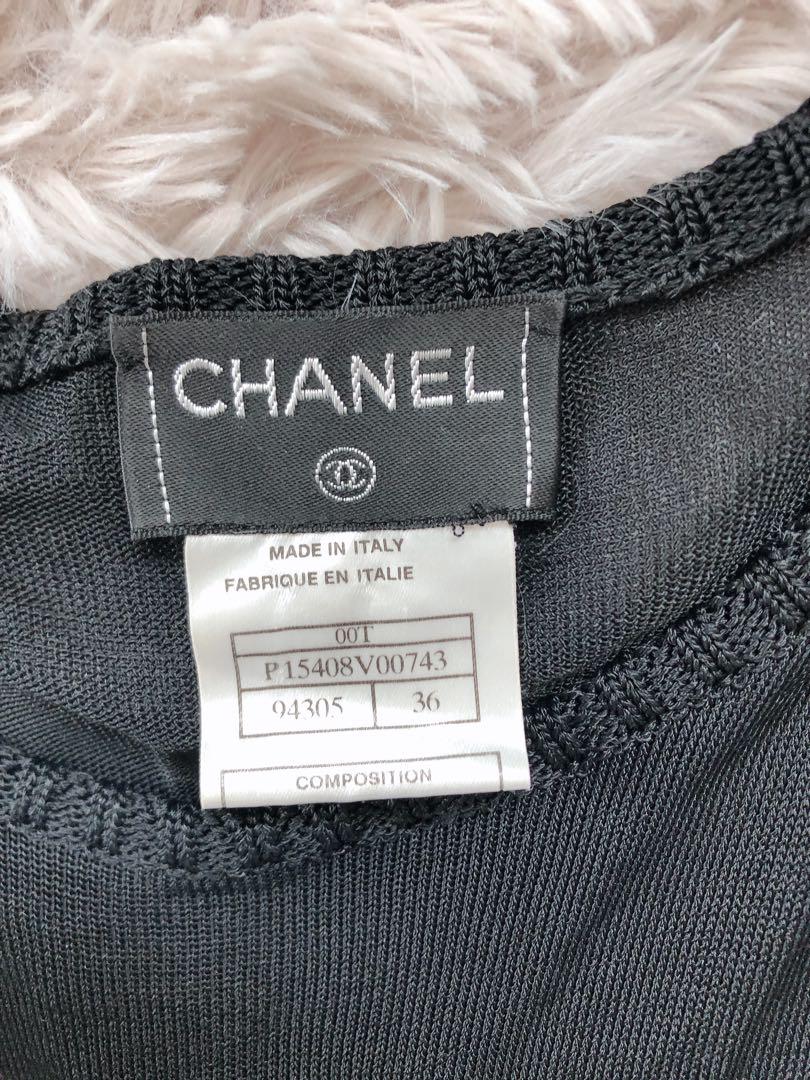 CHANEL
MADE IN ITALY
FABRIQUE EN ITALIE
00T
P15408V00743
94305 36
COMPOSITION